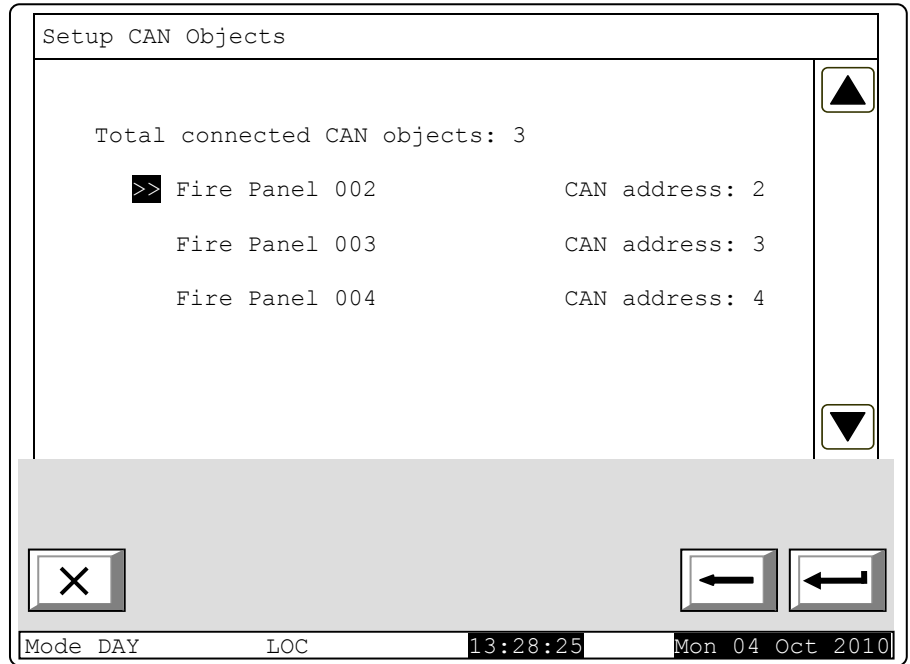 Setup CAN Objects
Total connected CAN objects: 3
>> Fire Panel 002 CAN address: 2
Fire Panel 003 CAN address: 3
Fire Panel 004 CAN address: 4
Mode DAY LOC 13:28:25 Mon 04 Oct 2010